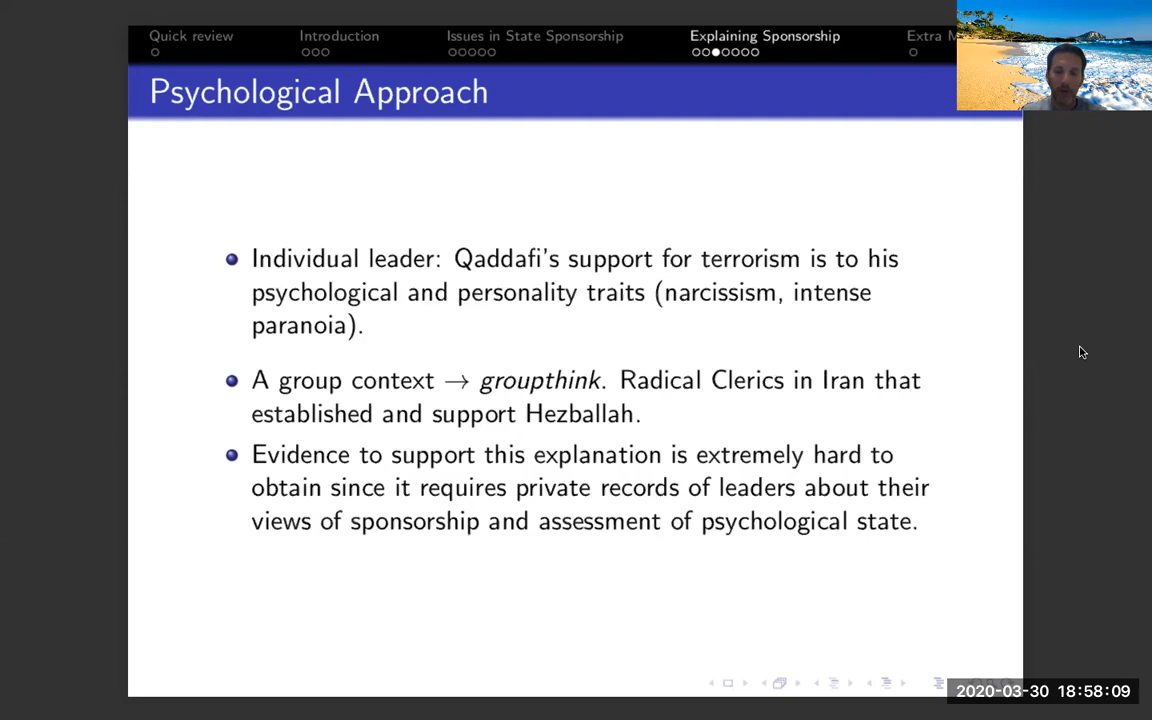 Quick review
Introduction
Issues in State Sponsorship
Explaining Sponsorship
Extra
Psychological Approach
Individual leader: Qaddafi's support for terrorism is to his
psychological and personality traits (narcissism, intense
paranoia).
A group context → groupthink. Radical Clerics in Iran that
established and support Hezballah.
Evidence to support this explanation is extremely hard to
obtain since it requires private records of leaders about their
views of sponsorship and assessment of psychological state.
2020-03-30 18:58:09